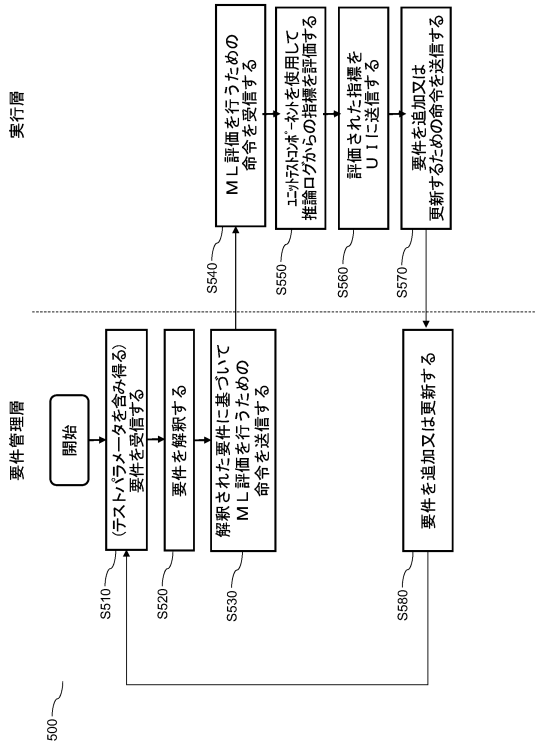 500
要件管理層
実行層
開始
S510
(テストパラメータを含み得る)
要件を受信する
S520
要件を解釈する
S530
解釈された要件に基づいて
ML評価を行うための
命令を送信する
S540
ML評価を行うための
命令を受信する
S550
ユニットテストコンポーネントを使用して
推論ログからの指標を評価する
S560
評価された指標を
UIに送信する
S570
要件を追加又は
更新するための命令を送信する
S580
要件を追加又は更新する